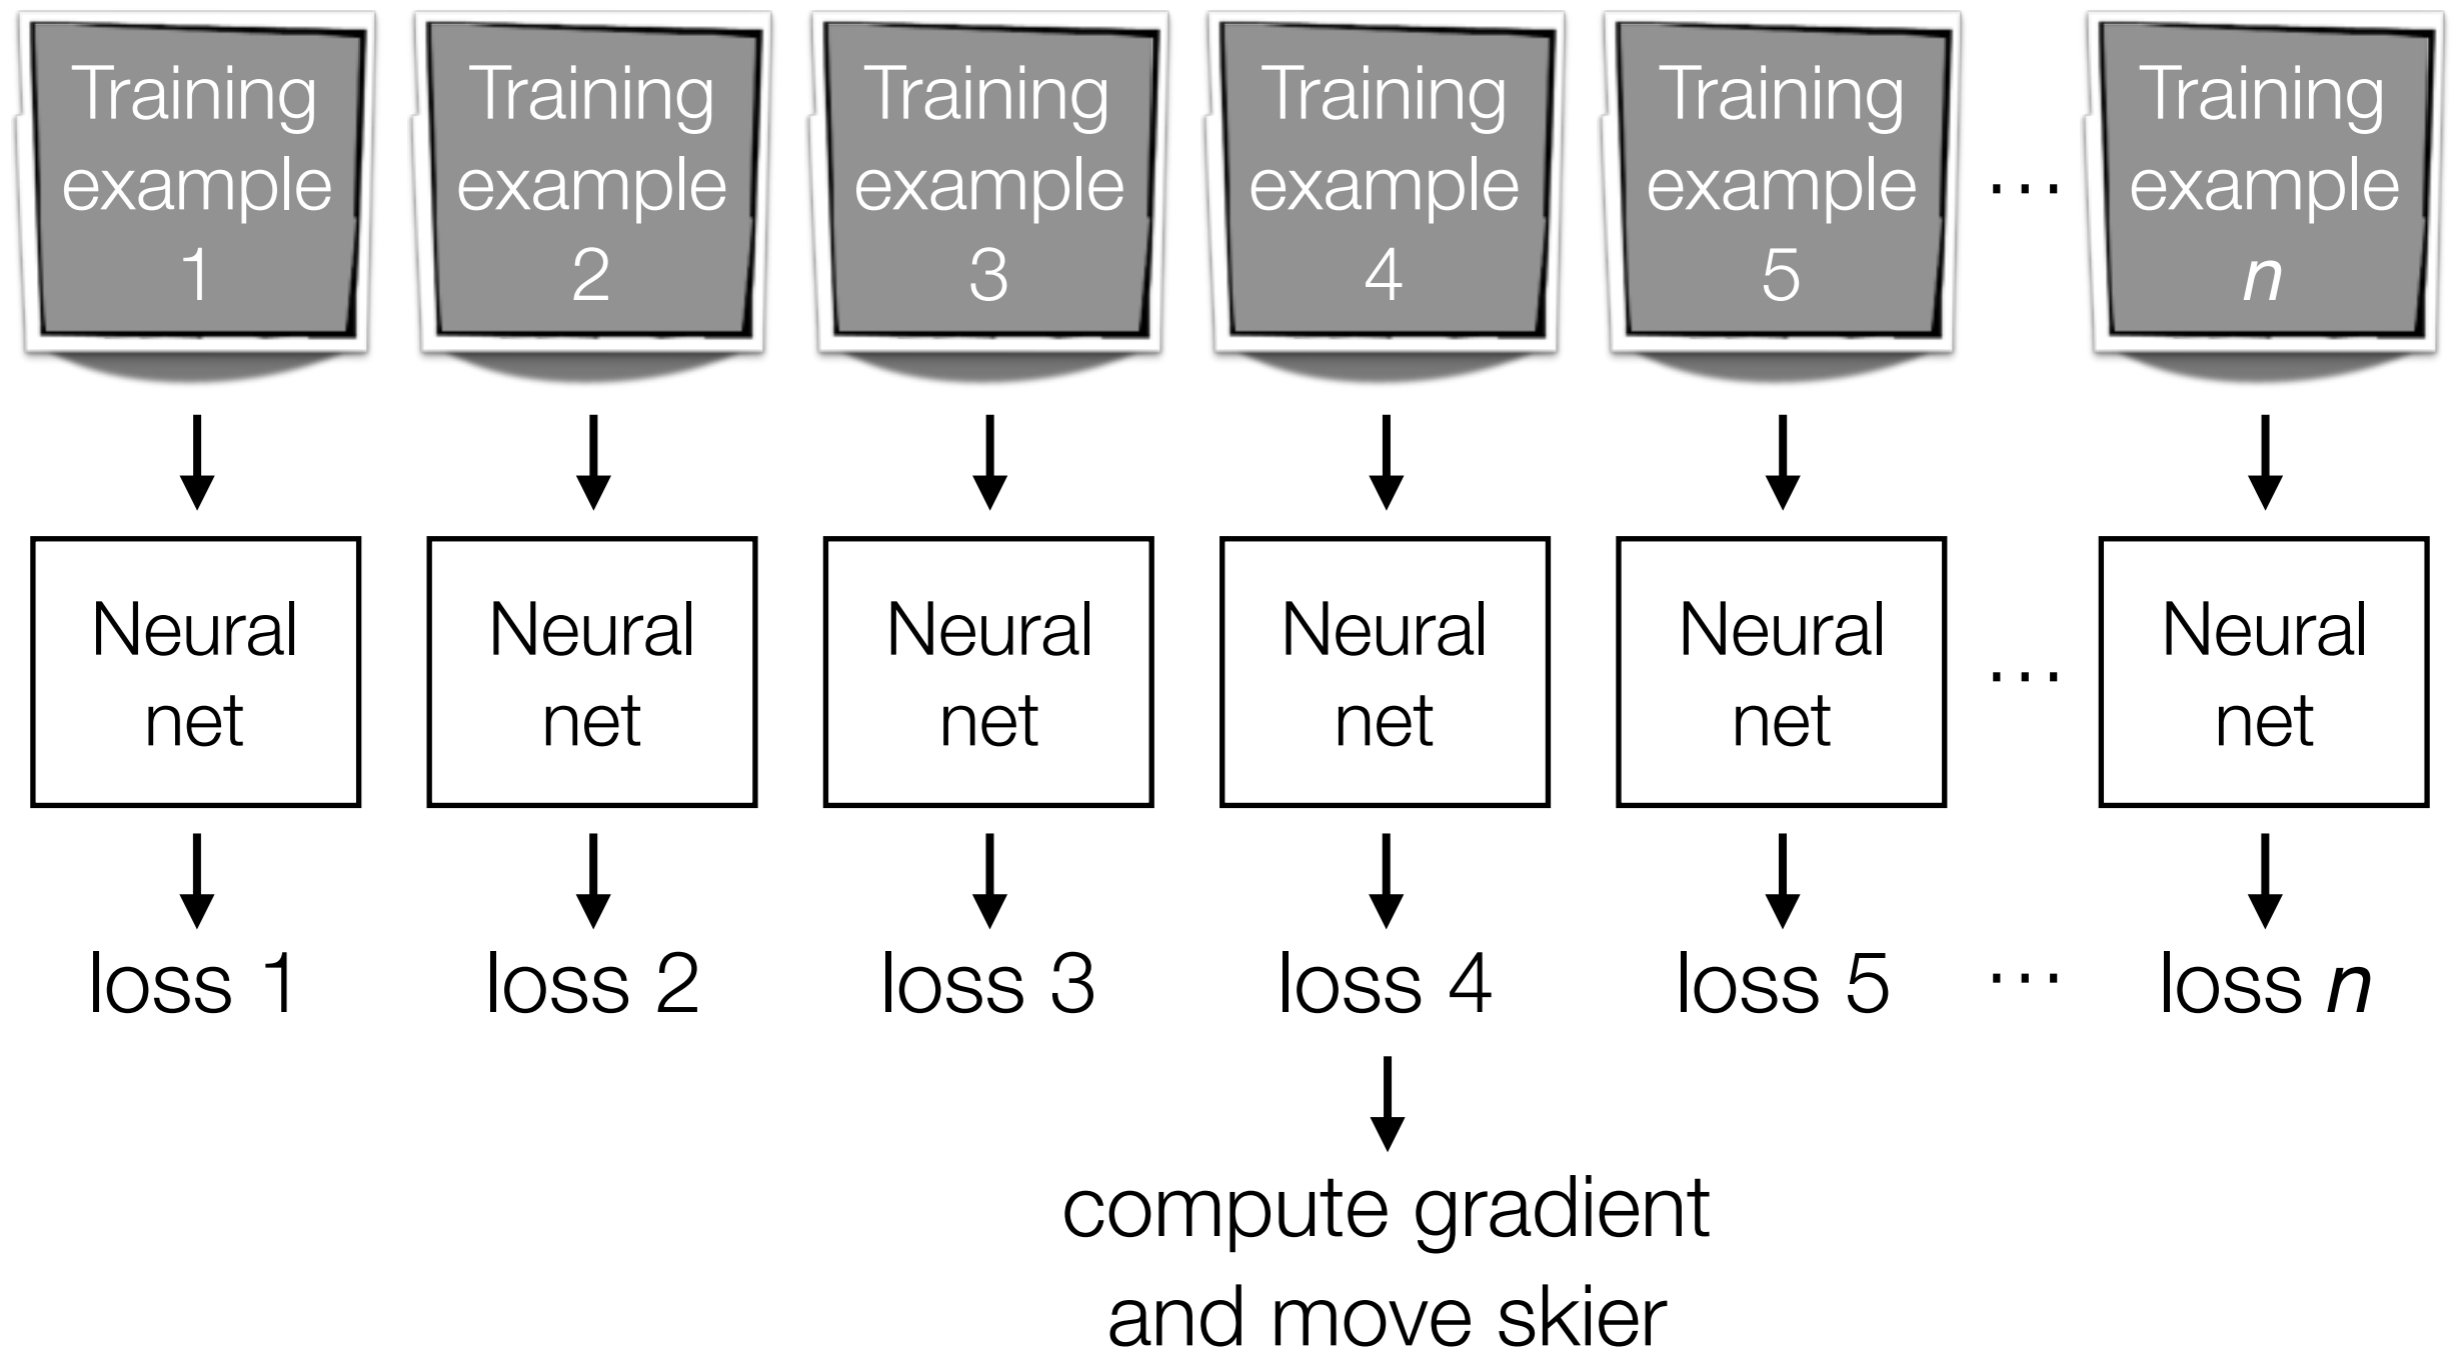 Training example 1
Training example 2
Training example 3
Training example 4
Training example 5
...
Training example n
Neural net
Neural net
Neural net
Neural net
Neural net
...
Neural net
loss 1
loss 2
loss 3
loss 4
loss 5
...
loss n
compute gradient
and move skier